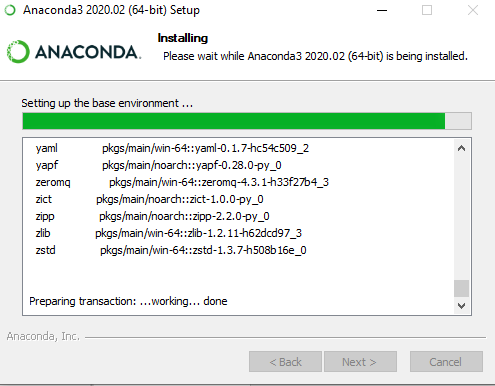 Anaconda3 2020.02 (64-bit) Setup
ANACONDA.
Installing
Please wait while Anaconda3 2020.02 (64-bit) is being installed.
Setting up the base environment ...
yaml pkgs/main/win-64::yaml-0.1.7-hc54c509_2
yapf pkgs/main/noarch::yapf-0.28.0-py_0
zeromq pkgs/main/win-64::zeromq-4.3.1-h33f27b4_3
zict pkgs/main/noarch::zict-1.0.0-py_0
zipp pkgs/main/noarch::zipp-2.2.0-py_0
zlib pkgs/main/win-64::zlib-1.2.11-h62dcd97_3
zstd pkgs/main/win-64::zstd-1.3.7-h508b16e_0
Preparing transaction: ...working... done
Anaconda, Inc.
< Back Next > Cancel